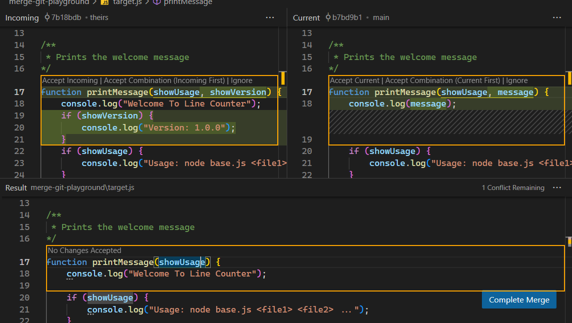 merge-git-playground > JS target.js > printMessage
Incoming 7b18bdb • theirs ...
13
14 /**
15 * Prints the welcome message
16 */
Accept Incoming | Accept Combination (Incoming First) | Ignore
17 function printMessage(showUsage, showVersion) {
18 console.log("Welcome To Line Counter");
19 if (showVersion) {
20 console.log("Version: 1.0.0");
21 }
22 if (showUsage) {
23 console.log("Usage: node base.js <file1>
24 }
Current b7bd9b1 • main ...
13
14 /**
15 * Prints the welcome message
16 */
Accept Current | Accept Combination (Current First) | Ignore
17 function printMessage(showUsage, message) {
18 console.log(message);
19
20 if (showUsage) {
21 console.log("Usage: node base.js <file1
22 }
Result merge-git-playground\target.js 1 Conflict Remaining ...
13
14 /**
15 * Prints the welcome message
16 */
No Changes Accepted
17 function printMessage(showUsage) {
18 console.log("Welcome To Line Counter");
19
20 if (showUsage) {
21 console.log("Usage: node base.js <file1> <file2> ...");
22 }
Complete Merge